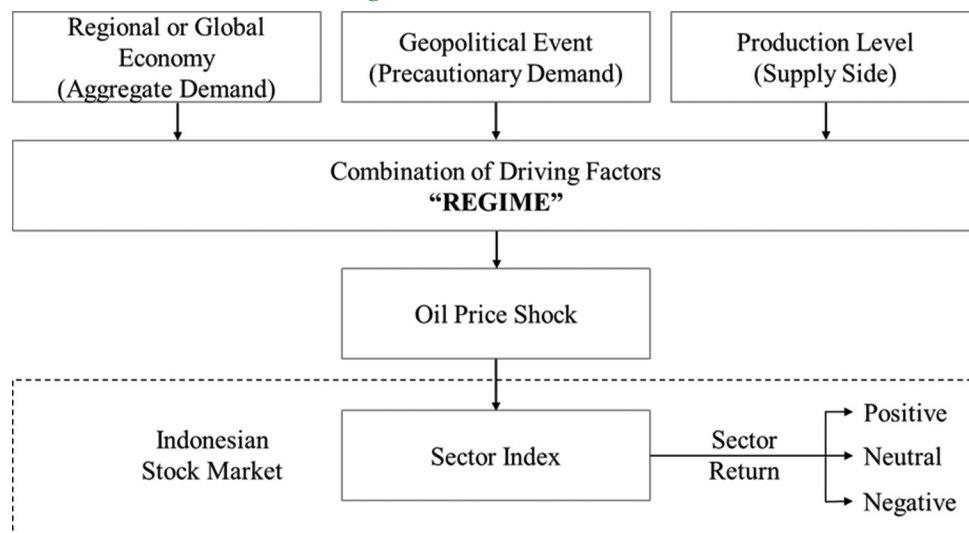 Regional or Global
Economy
(Aggregate Demand)
Geopolitical Event
(Precautionary Demand)
Production Level
(Supply Side)
Combination of Driving Factors
“REGIME”
Oil Price Shock
Indonesian
Stock Market
Sector Index
Sector
Return
Positive
Neutral
Negative